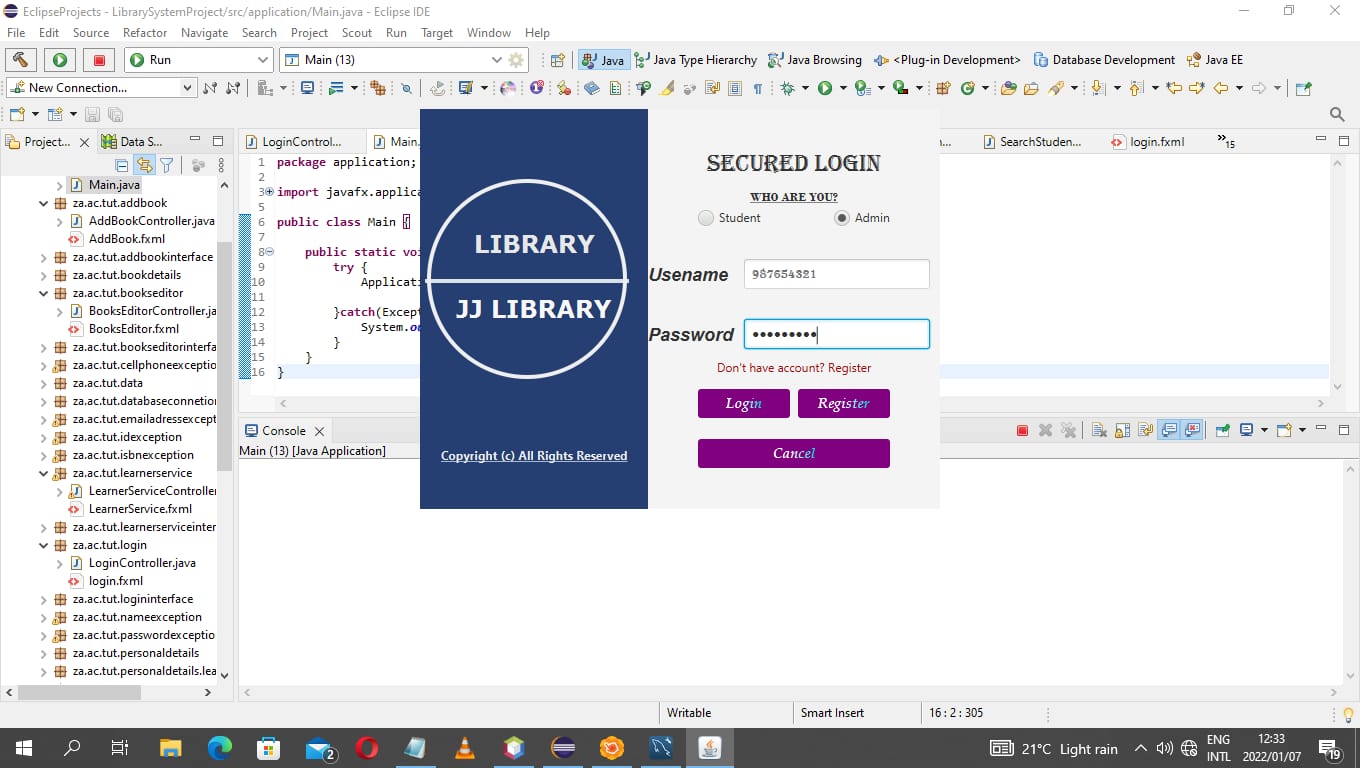 EclipseProjects - LibrarySystemProject/src/application/Main.java - Eclipse IDE
File Edit Source Refactor Navigate Search Project Scout Run Target Window Help
Run Main (13) Java Java Type Hierarchy Java Browsing <Plug-in Development> Database Development Java EE
New Connection...
Project... Data S... LoginControl... Main. n... SearchStuden... login.fxml »15
Main.java
za.ac.tut.addbook
AddBookController.java
AddBook.fxml
za.ac.tut.addbookinterface
za.ac.tut.bookdetails
za.ac.tut.bookseditor
BooksEditorController.ja
BooksEditor.fxml
za.ac.tut.bookseditorinterfa
za.ac.tut.cellphoneexceptio
za.ac.tut.data
za.ac.tut.databaseconnetion
za.ac.tut.emailadressexcept
za.ac.tut.idexception
za.ac.tut.isbnexception
za.ac.tut.learnerservice
LearnerServiceController
LearnerService.fxml
za.ac.tut.learnerserviceinter
za.ac.tut.login
LoginController.java
login.fxml
za.ac.tut.logininterface
za.ac.tut.nameexception
za.ac.tut.passwordexceptio
za.ac.tut.personaldetails
za.ac.tut.personaldetails.lea
1 package application;
2
3 import javafx.applica
5
6 public class Main {
7
8 public static voi
9 try {
10 Applicati
11
12 }catch(Except
13 System.ou
14 }
15 }
16 }
LIBRARY
JJ LIBRARY
Copyright (c) All Rights Reserved
SECURED LOGIN
WHO ARE YOU?
Student Admin
Usename 987654321
Password •••••••••
Don't have account? Register
Login Register
Cancel
Console
Main (13) [Java Application]
Writable Smart Insert 16 : 2 : 305
2 21°C Light rain ENG INTL 12:33 2022/01/07 19